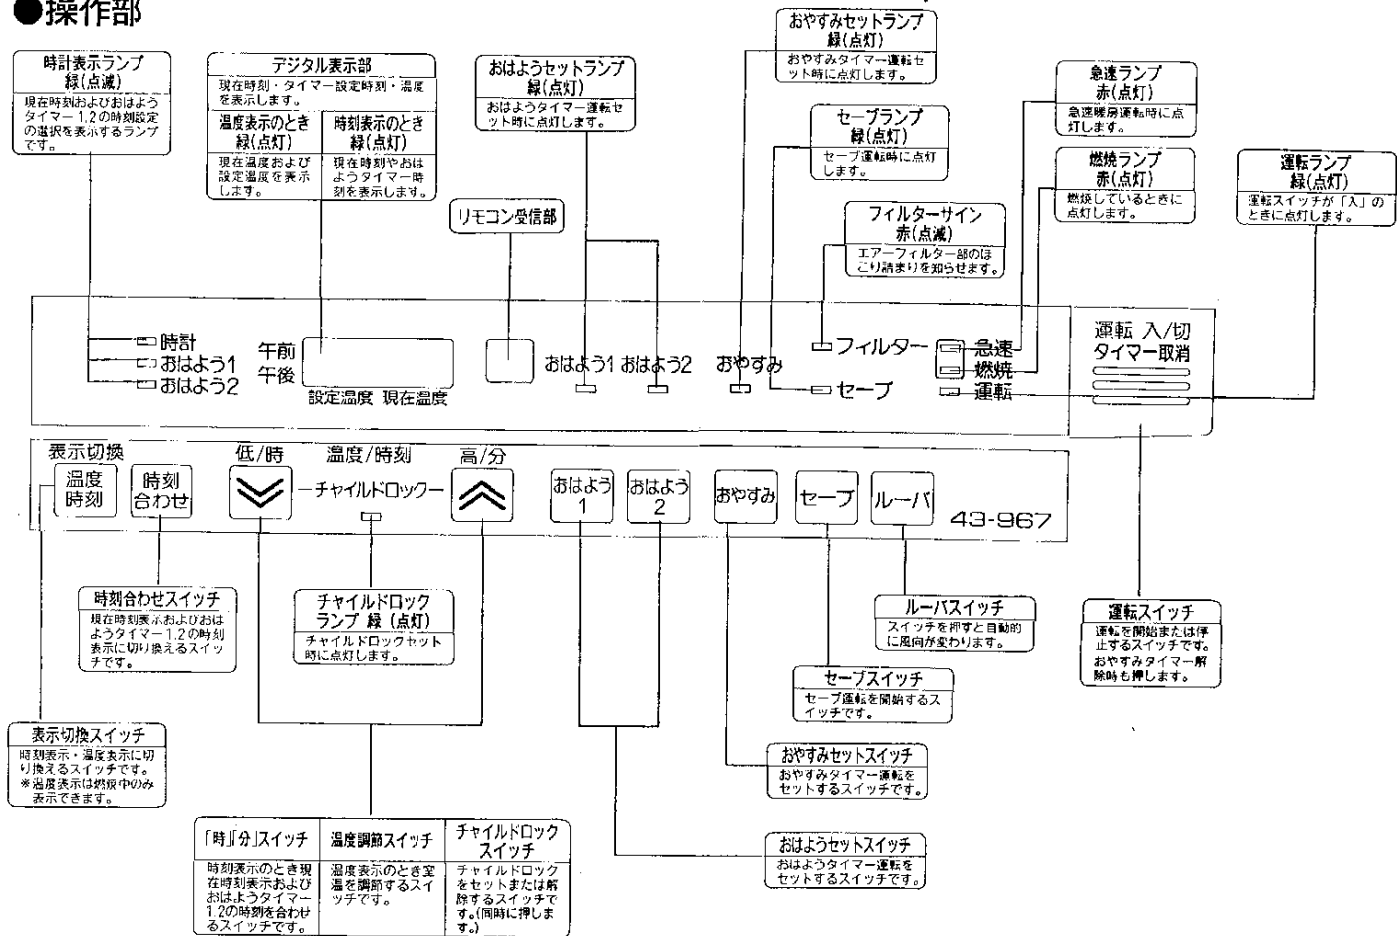 ●操作部
おやすみセットランプ
緑(点灯)
おやすみタイマー運転セ
ット時に点灯します。
時計表示ランプ
緑(点滅)
現在時刻およびおはよう
タイマー1,2の時刻設定
の選択を表示するランプ
です。
デジタル表示部
現在時刻・タイマー設定時刻・温度
を表示します。
温度表示のとき
緑(点灯)
現在温度および
設定温度を表示
します。
時刻表示のとき
緑(点灯)
現在時刻やおは
ようタイマー時
刻を表示します。
おはようセットランプ
緑(点灯)
おはようタイマー運転セ
ット時に点灯します。
リモコン受信部
セーブランプ
緑(点灯)
セーブ運転時に点灯
します。
フィルターサイン
赤(点滅)
エアーフィルター部のほ
こり詰まりを知らせます。
急速ランプ
赤(点灯)
急速暖房運転時に点
灯します。
燃焼ランプ
赤(点灯)
燃焼しているときに
点灯します。
運転ランプ
緑(点灯)
運転スイッチが「入」の
ときに点灯します。
時計
おはよう1
おはよう2
午前
午後
設定温度 現在温度
おはよう1 おはよう2
おやすみ
フィルター
セーブ
急速
燃焼
運転
運転 入/切
タイマー取消
表示切換
温度
時刻
時刻
合わせ
低/時
温度/時刻
高/分
ーチャイルドロックー
おはよう
1
おはよう
2
おやすみ
セーブ
ルーバ
43-967
時刻合わせスイッチ
現在時刻表示およびおは
ようタイマー1.2の時刻
表示に切り換えるスイッ
チです。
チャイルドロック
ランプ 緑 (点灯)
チャイルドロックセット
時に点灯します。
ルーバスイッチ
スイッチを押すと自動的
に風向が変わります。
運転スイッチ
運転を開始または停
止するスイッチです。
おやすみタイマー解
除時も押します。
セーブスイッチ
セーブ運転を開始するス
イッチです。
表示切換スイッチ
時刻表示・温度表示に切
り換えるスイッチです。
※温度表示は燃焼中のみ
表示できます。
おやすみセットスイッチ
おやすみタイマー運転を
セットするスイッチです。
おはようセットスイッチ
おはようタイマー運転を
セットするスイッチです。
「時」「分」スイッチ
時刻表示のとき現
在時刻表示および
おはようタイマー
1.2の時刻を合わせ
るスイッチです。
温度調節スイッチ
温度表示のとき室
温を調節するスイ
ッチです。
チャイルドロック
スイッチ
チャイルドロック
をセットまたは解
除するスイッチで
す。(同時に押しま
す。)